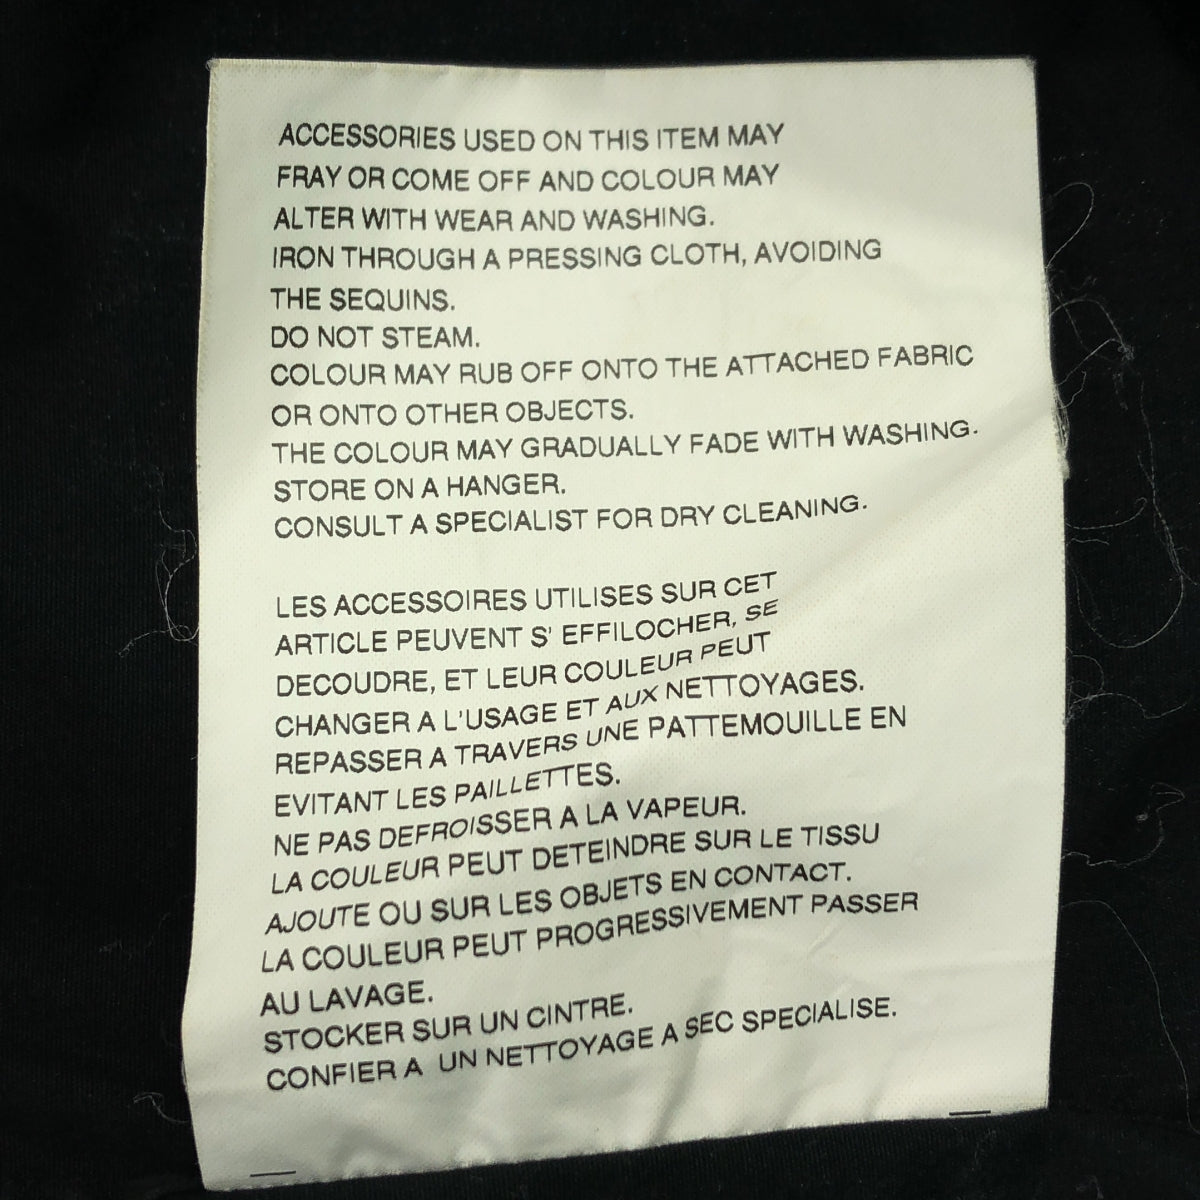 ACCESSORIES USED ON THIS ITEM MAY
FRAY OR COME OFF AND COLOUR MAY
ALTER WITH WEAR AND WASHING.
IRON THROUGH A PRESSING CLOTH, AVOIDING
THE SEQUINS.
DO NOT STEAM.
COLOUR MAY RUB OFF ONTO THE ATTACHED FABRIC
OR ONTO OTHER OBJECTS.
THE COLOUR MAY GRADUALLY FADE WITH WASHING.
STORE ON A HANGER.
CONSULT A SPECIALIST FOR DRY CLEANING.
LES ACCESSOIRES UTILISES SUR CET
ARTICLE PEUVENT S' EFFILOCHER, SE
DECOUDRE, ET LEUR COULEUR PEUT
CHANGER A L'USAGE ET AUX NETTOYAGES.
REPASSER A TRAVERS UNE PATTEMOUILLE EN
EVITANT LES PAILLETTES.
NE PAS DEFROISSER A LA VAPEUR.
LA COULEUR PEUT DETEINDRE SUR LE TISSU
AJOUTE OU SUR LES OBJETS EN CONTACT.
LA COULEUR PEUT PROGRESSIVEMENT PASSER
AU LAVAGE.
STOCKER SUR UN CINTRE.
CONFIER A UN NETTOYAGE A SEC SPECIALISE.